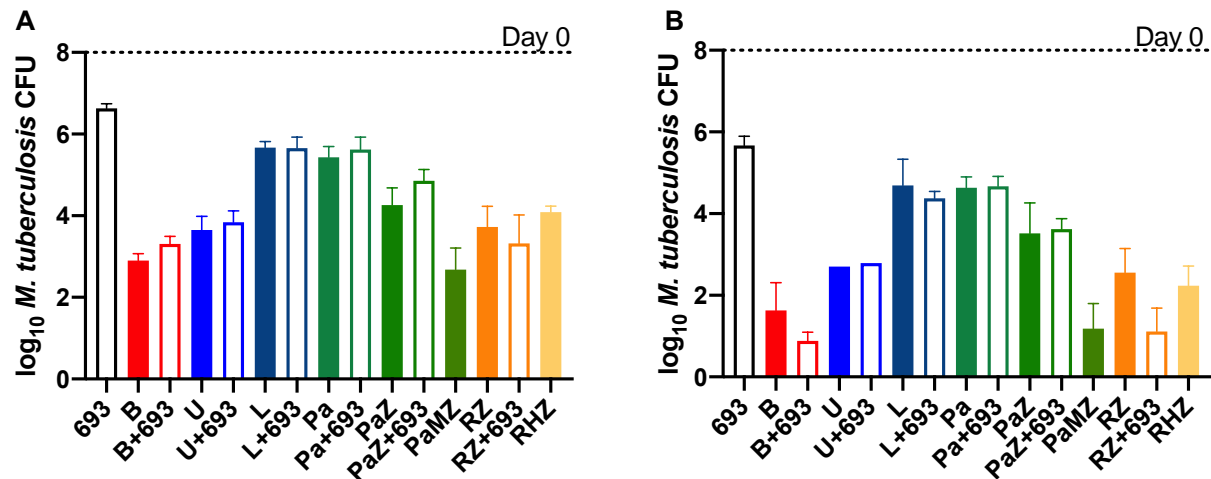 A
Day 0
log10 M. tuberculosis CFU
8
6
4
2
0
693
B
B+693
U
U+693
L
L+693
Pa
Pa+693
PaZ
PaZ+693
PaMZ
RZ
RZ+693
RHZ
B
Day 0
log10 M. tuberculosis CFU
8
6
4
2
0
693
B
B+693
U
U+693
L
L+693
Pa
Pa+693
PaZ
PaZ+693
PaMZ
RZ
RZ+693
RHZ